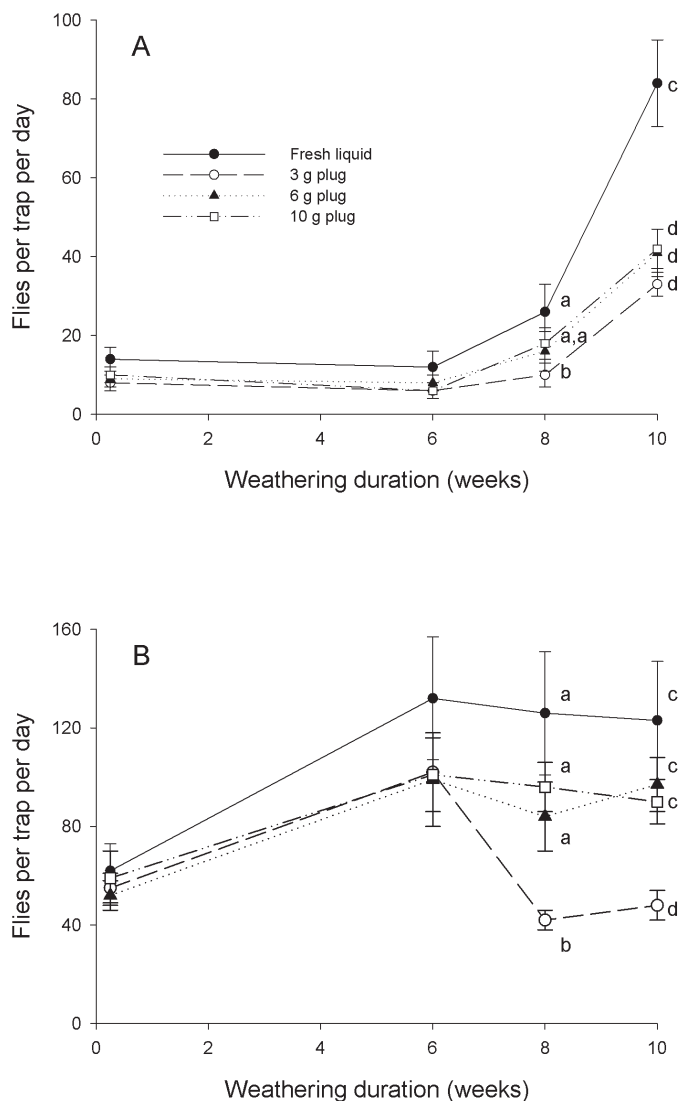 100
A
80
Flies per trap per day
Fresh liquid
3 g plug
6 g plug
10 g plug
c
60
40
20
0
d
d
d
a
a,a
b
0 2 4 6 8 10
Weathering duration (weeks)
160
B
120
Flies per trap per day
80
40
0
a
c
a
c
a
c
b
d
0 2 4 6 8 10
Weathering duration (weeks)